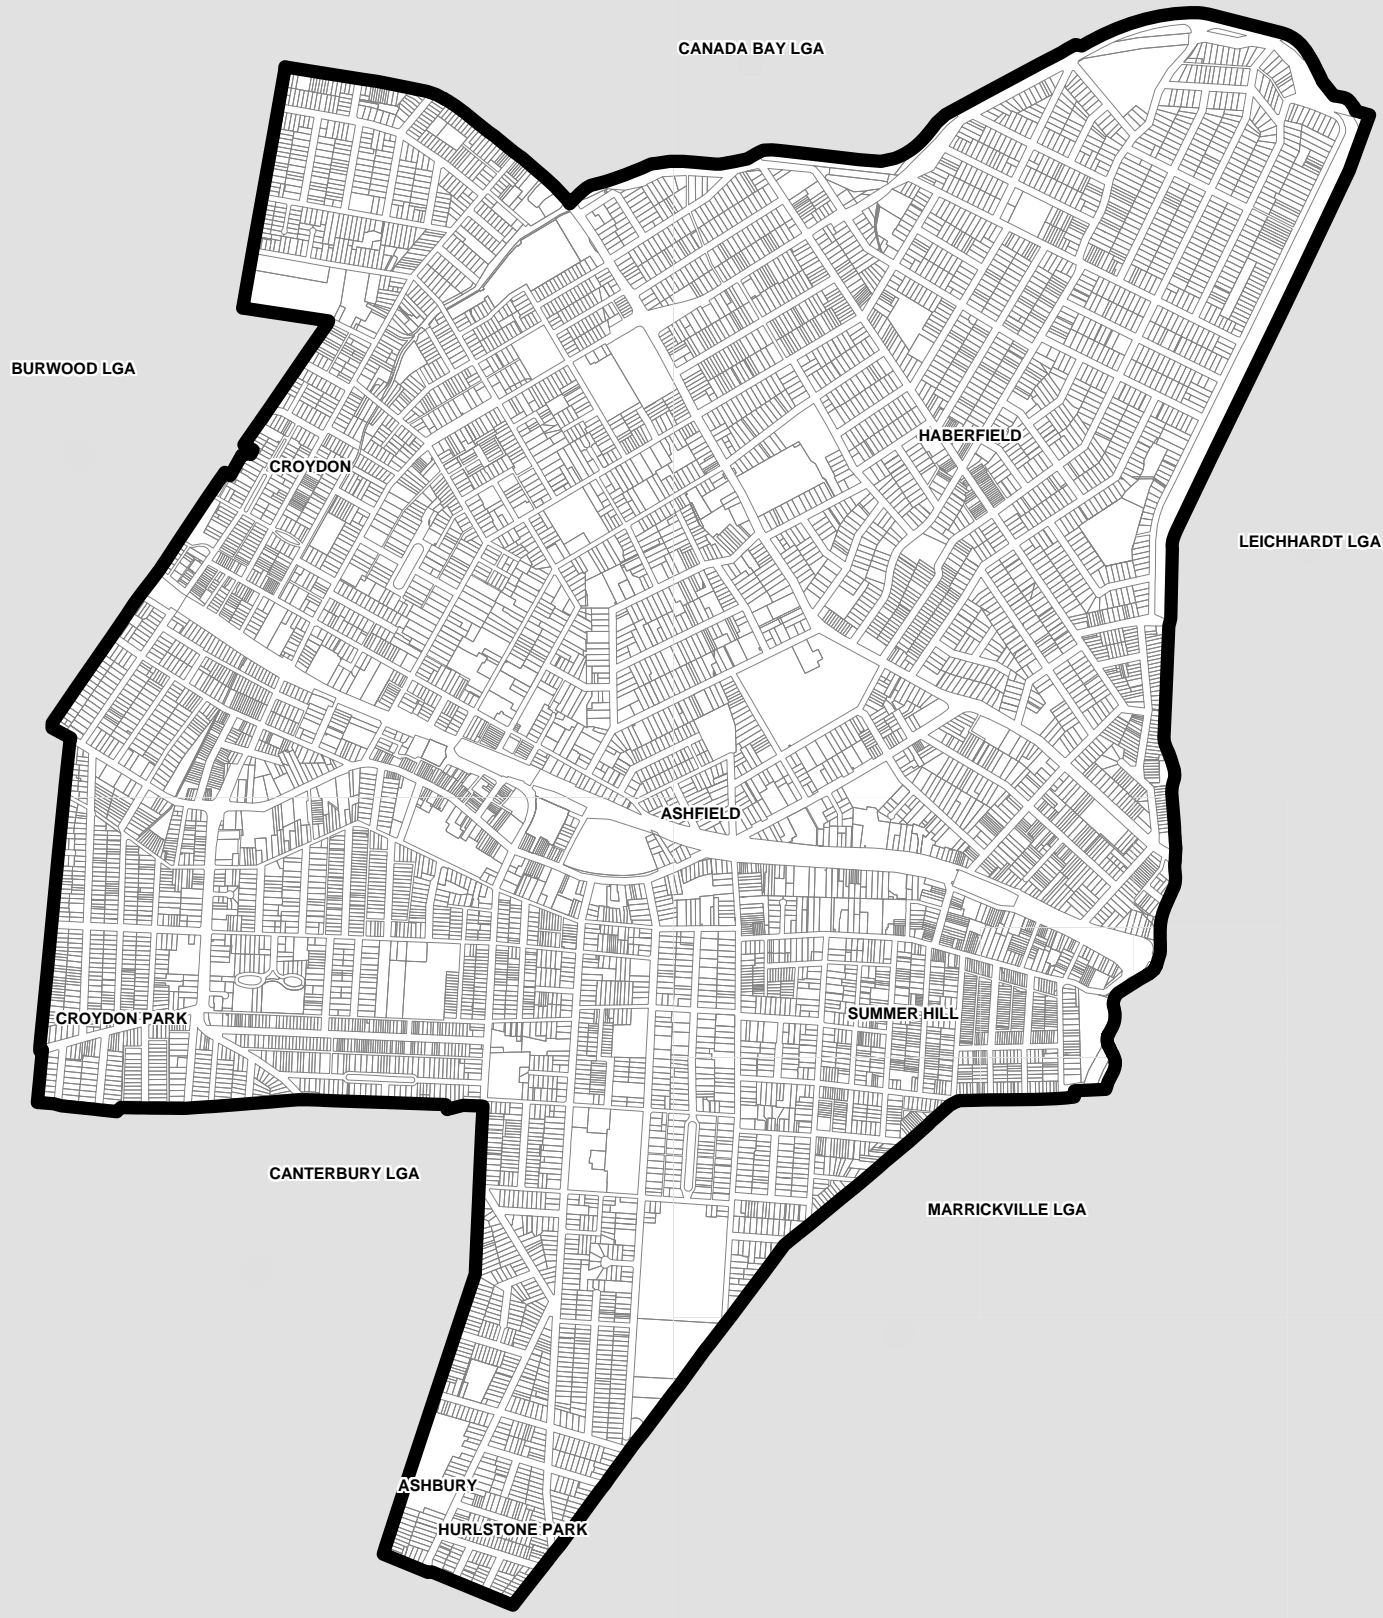 CANADA BAY LGA
BURWOOD LGA
HABERFIELD
CROYDON
LEICHHARDT LGA
ASHFIELD
SUMMER HILL
CROYDON PARK
CANTERBURY LGA
MARRICKVILLE LGA
ASHBURY
HURLSTONE PARK